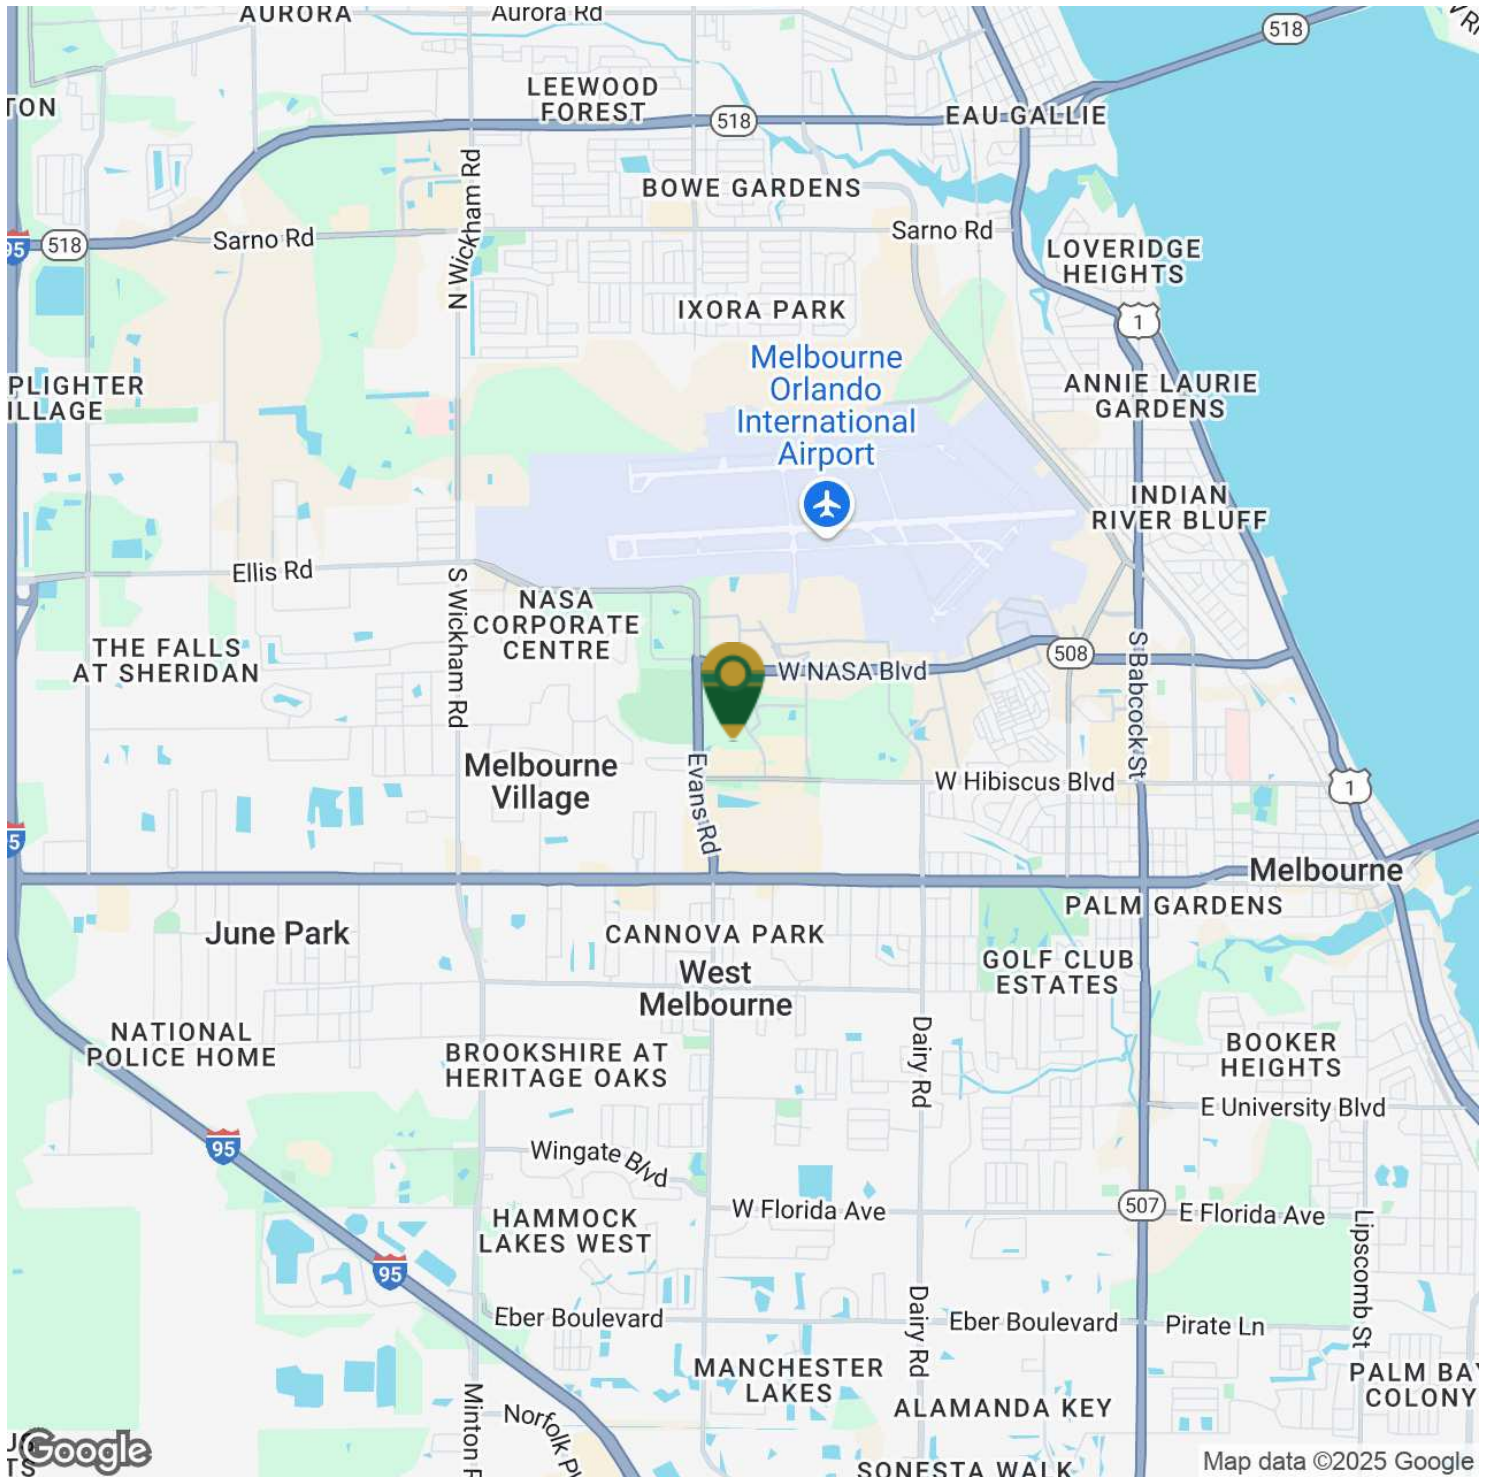 AURORA
Aurora Rd
518
LEEWOOD
FOREST
TON
518
EAU GALLIE
BOWE GARDENS
N Wickham Rd
Sarno Rd
Sarno Rd
95
518
LOVERIDGE
HEIGHTS
IXORA PARK
1
Melbourne
Orlando
International
Airport
PLIGHTER
ILLAGE
ANNIE LAURIE
GARDENS
INDIAN
RIVER BLUFF
Ellis Rd
S Wickham Rd
NASA
CORPORATE
CENTRE
THE FALLS
AT SHERIDAN
508
S Babcock St
W NASA Blvd
Melbourne
Village
Evans Rd
W Hibiscus Blvd
1
5
Melbourne
PALM GARDENS
June Park
CANNOVA PARK
West
Melbourne
GOLF CLUB
ESTATES
NATIONAL
POLICE HOME
BROOKSHIRE AT
HERITAGE OAKS
Dairy Rd
BOOKER
HEIGHTS
E University Blvd
95
Wingate Blvd
W Florida Ave
507
E Florida Ave
HAMMOCK
LAKES WEST
Lipscomb St
95
Eber Boulevard
Dairy Rd
Eber Boulevard
Pirate Ln
MANCHESTER
LAKES
PALM BAY
COLONY
ALAMANDA KEY
Minton R
Norfolk Pk
Google
TS
SONESTA WALK
Map data ©2025 Google